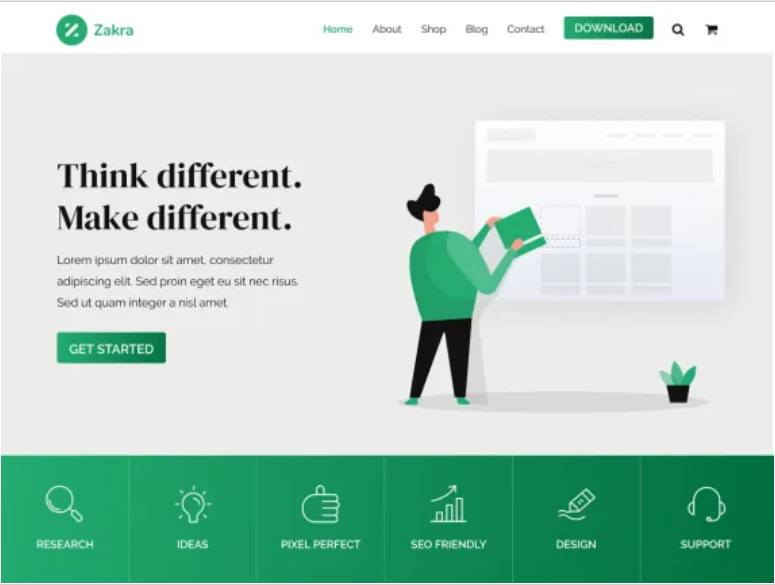 Zakra
Home About Shop Blog Contact DOWNLOAD
Think different.
Make different.
Lorem ipsum dolor sit amet, consectetur
adipiscing elit. Sed proin eget eu sit nec risus.
Sed ut quam integer a nisl amet.
GET STARTED
RESEARCH IDEAS PIXEL PERFECT SEO FRIENDLY DESIGN SUPPORT